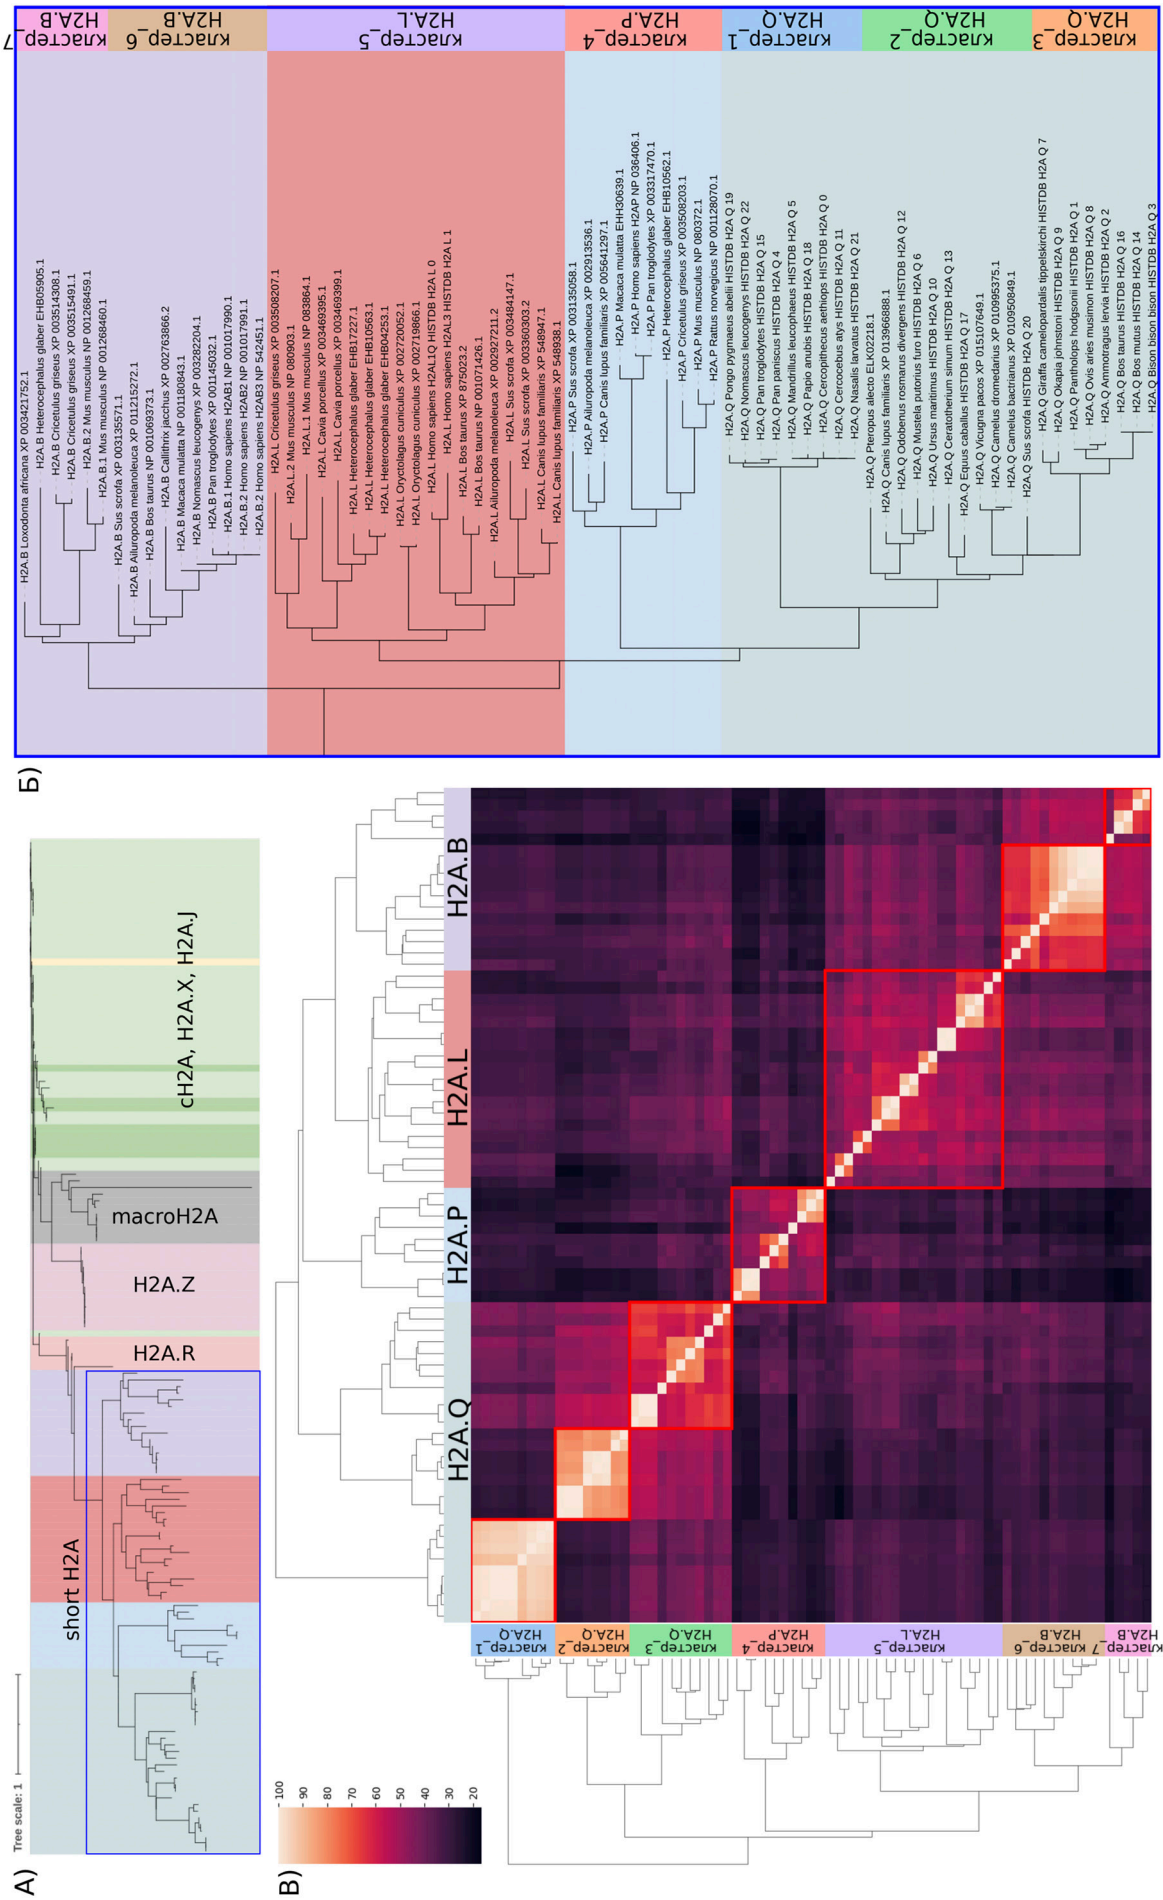 А)
Tree scale: 1
short H2A
H2A.R
H2A.Z
macroH2A
cH2A, H2A.X, H2A.J
Б)
H2A.B Loxodonta africana XP 003421752.1
H2A.B Heterocephalus glaber EHB05905.1
H2A.B Cricetulus griseus XP 003514308.1
H2A.B Cricetulus griseus XP 003515491.1
H2A.B.2 Mus musculus NP 001268459.1
H2A.B.1 Mus musculus NP 001268460.1
H2A.B Sus scrofa XP 003135571.1
H2A.B Ailuropoda melanoleuca XP 011215272.1
H2A.B Bos taurus NP 001069373.1
H2A.B Callithrix jacchus XP 002763866.2
H2A.B Macaca mulatta NP 001180843.1
H2A.B Nomascus leucogenys XP 003282204.1
H2A.B Pan troglodytes XP 001145032.1
H2A.B.1 Homo sapiens H2AB1 NP 001017990.1
H2A.B.2 Homo sapiens H2AB2 NP 001017991.1
H2A.B.2 Homo sapiens H2AB3 NP 542451.1
H2A.L Cricetulus griseus XP 003508207.1
H2A.L.2 Mus musculus NP 080903.1
H2A.L.1 Mus musculus NP 083864.1
H2A.L Cavia porcellus XP 003469395.1
H2A.L Cavia porcellus XP 003469399.1
H2A.L Heterocephalus glaber EHB17227.1
H2A.L Heterocephalus glaber EHB10563.1
H2A.L Heterocephalus glaber EHB04253.1
H2A.L Oryctolagus cuniculus XP 002720052.1
H2A.L Oryctolagus cuniculus XP 002719866.1
H2A.L Homo sapiens H2AL1Q HISTDB H2A L 0
H2A.L Homo sapiens H2AL3 HISTDB H2A L 1
H2A.L Bos taurus XP 875023.2
H2A.L Bos taurus NP 001071426.1
H2A.L Ailuropoda melanoleuca XP 002927211.2
H2A.L Sus scrofa XP 003484147.1
H2A.L Sus scrofa XP 003360303.2
H2A.L Canis lupus familiaris XP 548947.1
H2A.L Canis lupus familiaris XP 548938.1
H2A.P Sus scrofa XP 003135058.1
H2A.P Ailuropoda melanoleuca XP 002913536.1
H2A.P Canis lupus familiaris XP 005641297.1
H2A.P Macaca mulatta EHH30639.1
H2A.P Homo sapiens H2AP NP 036406.1
H2A.P Pan troglodytes XP 003317470.1
H2A.P Heterocephalus glaber EHB10562.1
H2A.P Cricetulus griseus XP 003508203.1
H2A.P Mus musculus NP 080372.1
H2A.P Rattus norvegicus NP 001128070.1
H2A.Q Pongo pygmaeus abelii HISTDB H2A Q 19
H2A.Q Nomascus leucogenys HISTDB H2A Q 22
H2A.Q Pan troglodytes HISTDB H2A Q 15
H2A.Q Pan paniscus HISTDB H2A Q 4
H2A.Q Mandrillus leucophaeus HISTDB H2A Q 5
H2A.Q Papio anubis HISTDB H2A Q 18
H2A.Q Cercopithecus aethiops HISTDB H2A Q 0
H2A.Q Cercocebus atys HISTDB H2A Q 11
H2A.Q Nasalis larvatus HISTDB H2A Q 21
H2A.Q Pteropus alecto ELK02218.1
H2A.Q Canis lupus familiaris XP 013966688.1
H2A.Q Odobenus rosmarus divergens HISTDB H2A Q 12
H2A.Q Mustela putorius furo HISTDB H2A Q 6
H2A.Q Ursus maritimus HISTDB H2A Q 10
H2A.Q Ceratotherium simum HISTDB H2A Q 13
H2A.Q Equus caballus HISTDB H2A Q 17
H2A.Q Vicugna pacos XP 015107649.1
H2A.Q Camelus dromedarius XP 010995375.1
H2A.Q Camelus bactrianus XP 010950849.1
H2A.Q Sus scrofa HISTDB H2A Q 20
H2A.Q Giraffa camelopardalis tippelskirchi HISTDB H2A Q 7
H2A.Q Okapia johnstoni HISTDB H2A Q 9
H2A.Q Pantholops hodgsonii HISTDB H2A Q 1
H2A.Q Ovis aries musimon HISTDB H2A Q 8
H2A.Q Ammotragus lervia HISTDB H2A Q 2
H2A.Q Bos taurus HISTDB H2A Q 16
H2A.Q Bos mutus HISTDB H2A Q 14
H2A.Q Bison bison bison HISTDB H2A Q 3
кластер_7
H2A.B
кластер_6
H2A.B
кластер_5
H2A.L
кластер_4
H2A.P
кластер_1
H2A.Q
кластер_2
H2A.Q
кластер_3
H2A.Q
В)
100
90
80
70
60
50
40
30
20
H2A.Q
H2A.P
H2A.L
H2A.B
кластер_1
H2A.Q
кластер_2
H2A.Q
кластер_3
H2A.Q
кластер_4
H2A.P
кластер_5
H2A.L
кластер_6
H2A.B
кластер_7
H2A.B